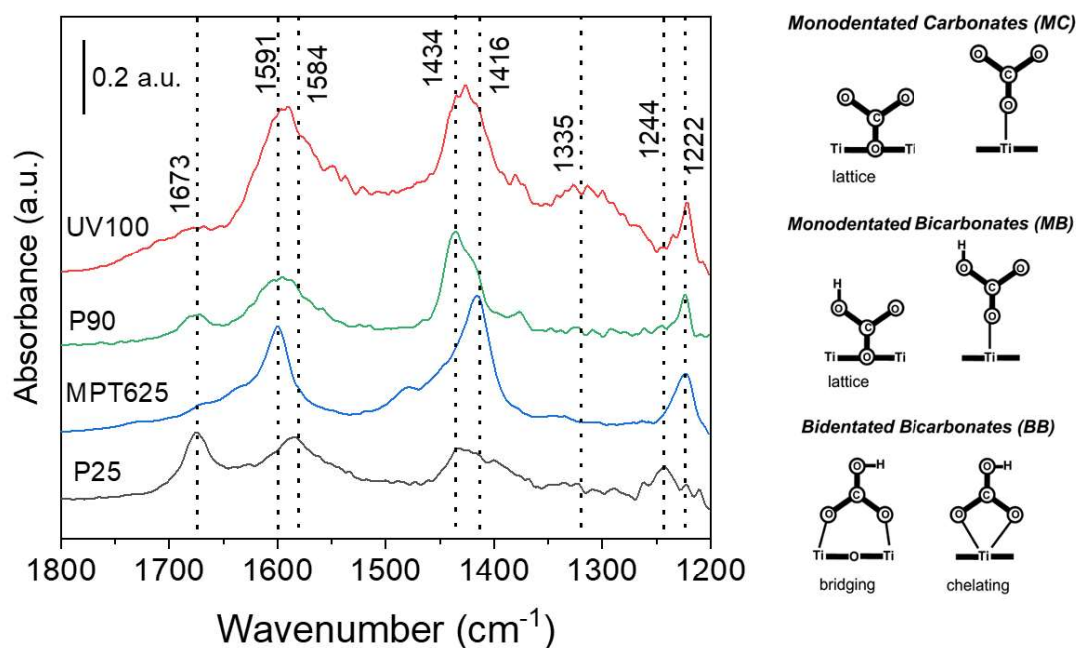 0.2 a.u.
1673
1591
1584
1434
1416
1335
1244
1222
UV100
P90
MPT625
P25
Absorbance (a.u.)
1800 1700 1600 1500 1400 1300 1200
Wavenumber (cm⁻¹)
Monodentated Carbonates (MC)
O O
C
O
Ti O Ti
lattice
O O
C
O
Ti
Monodentated Bicarbonates (MB)
H
O O
C
Ti O Ti
lattice
H
O O
C
O
Ti
Bidentated Bicarbonates (BB)
O H
C
O O
Ti O Ti
bridging
O H
C
O O
Ti
chelating